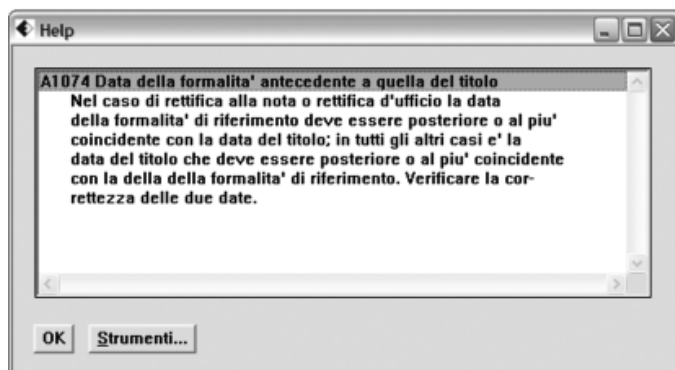 Help
A1074 Data della formalita' antecedente a quella del titolo
Nel caso di rettifica alla nota o rettifica d'ufficio la data
della formalita' di riferimento deve essere posteriore o al piu'
coincidente con la data del titolo; in tutti gli altri casi e' la
data del titolo che deve essere posteriore o al piu' coincidente
con la della della formalita' di riferimento. Verificare la cor-
rettezza delle due date.
OK Strumenti...